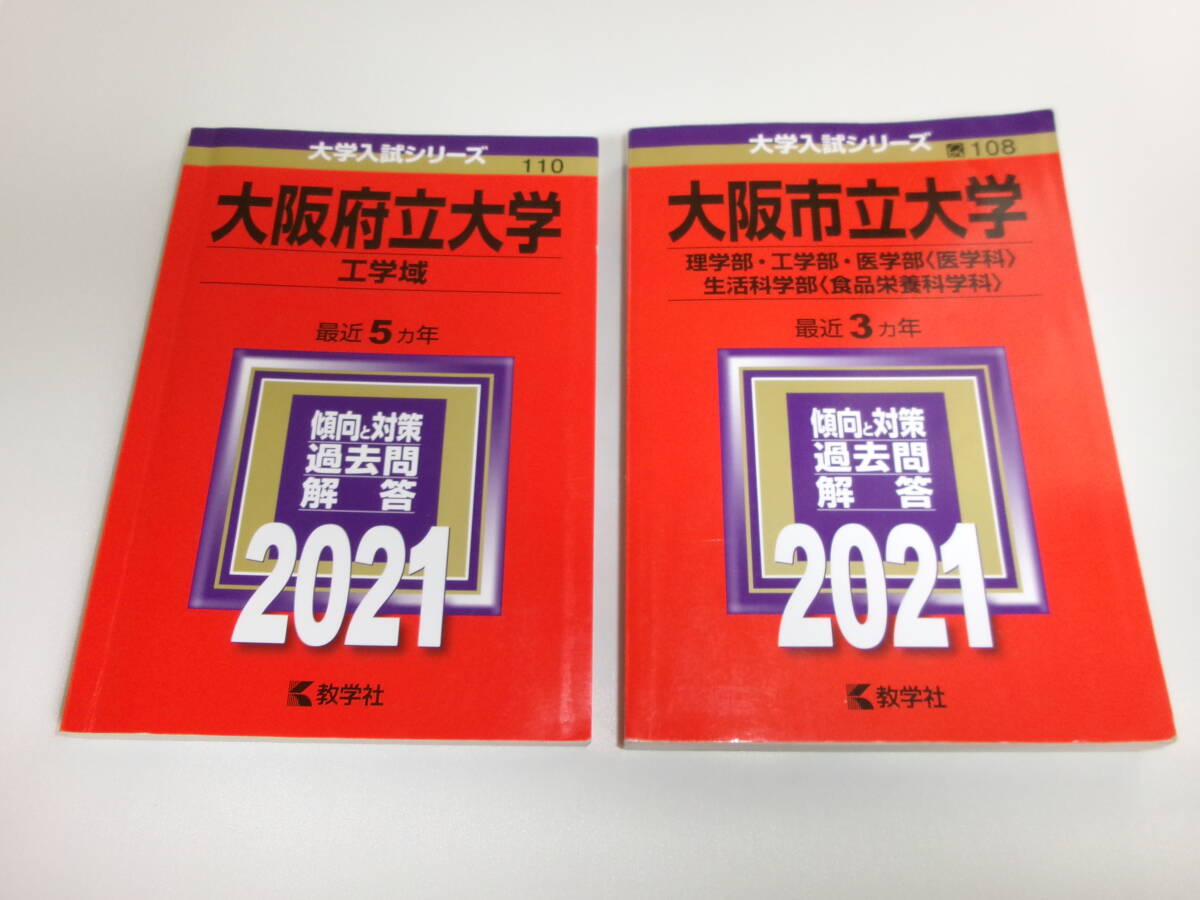 大学入試シリーズ
110
大阪府立大学
工学域
最近5カ年
傾向と対策
過去問
解答
2021
教学社
大学入試シリーズ
108
大阪市立大学
理学部・工学部・医学部〈医学科〉
生活科学部〈食品栄養科学科〉
最近3カ年
傾向と対策
過去問
解答
2021
教学社